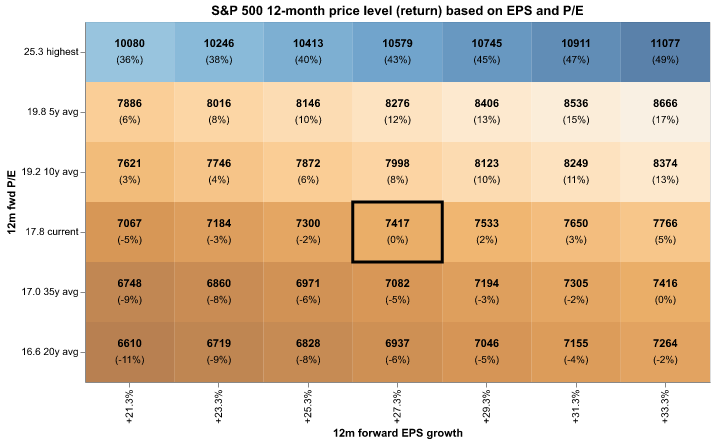 S&P 500 12-month price level (return) based on EPS and P/E
12m fwd P/E
25.3 highest
10080 10246 10413 10579 10745 10911 11077
(36%) (38%) (40%) (43%) (45%) (47%) (49%)
19.8 5y avg
7886 8016 8146 8276 8406 8536 8666
(6%) (8%) (10%) (12%) (13%) (15%) (17%)
19.2 10y avg
7621 7746 7872 7998 8123 8249 8374
(3%) (4%) (6%) (8%) (10%) (11%) (13%)
17.8 current
7067 7184 7300 7417 7533 7650 7766
(-5%) (-3%) (-2%) (0%) (2%) (3%) (5%)
17.0 35y avg
6748 6860 6971 7082 7194 7305 7416
(-9%) (-8%) (-6%) (-5%) (-3%) (-2%) (0%)
16.6 20y avg
6610 6719 6828 6937 7046 7155 7264
(-11%) (-9%) (-8%) (-6%) (-5%) (-4%) (-2%)
+21.3% +23.3% +25.3% +27.3% +29.3% +31.3% +33.3%
12m forward EPS growth